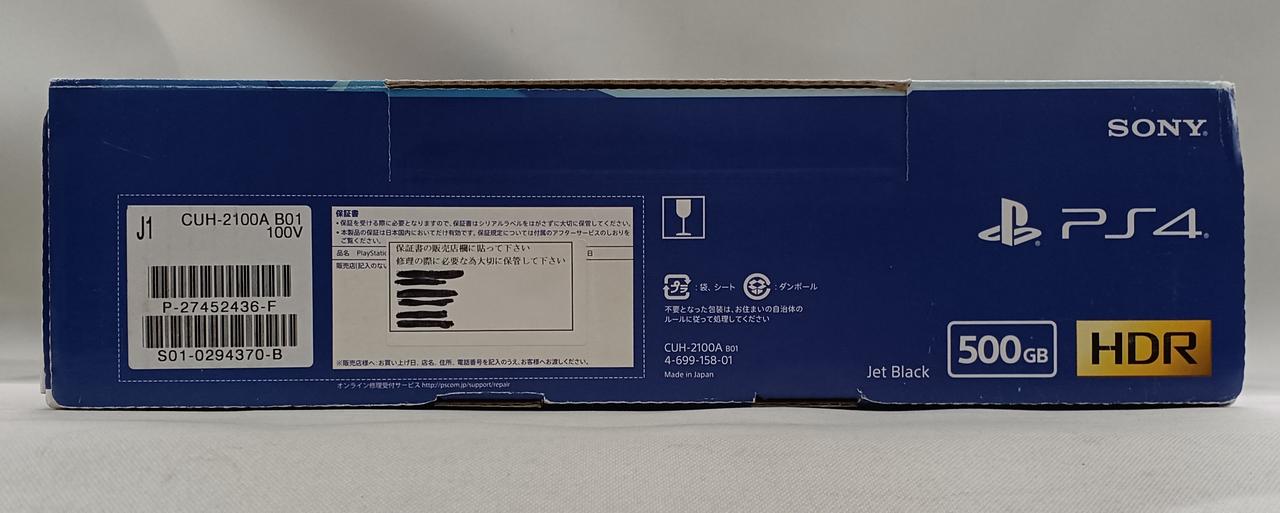 SONY
PS4
J1
CUH-2100A B01
100V
P-27452436-F
S01-0294370-B
保証書
・保証を受ける際に必要となりますので、保証書はシリアルラベルをはがさずに大切に保管してください。
・本製品の保証は日本国内においてだけ有効です。保証規定については付属のアフターサービスのしおりを
ご覧ください。
品名 PlayStatio
日
販売店(記入のない
保証書の販売店欄に貼って下さい
修理の際に必要な為大切に保管して下さい
※販売店様へ:お買い上げ日、店名、住所、電話番号を記入のうえ、お客様へお渡しください。
オンライン修理受付サービス http://pscom.jp/support/repair
プラ :袋、シート :ダンボール
不要となった包装は、お住まいの自治体の
ルールに従って処理してください
CUH-2100A B01
4-699-158-01
Made in Japan
Jet Black
500GB
HDR